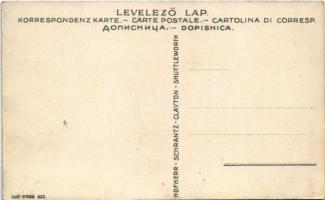 LEVELEZŐ LAP.
KORRESPONDENZ KARTE.– CARTE POSTALE.– CARTOLINA DI CORRESP.
ДОПИСНИЦА.– DOPISNICA.
HOFHERR-SCHRANTZ-CLAYTON-SHUTTLEWORTH